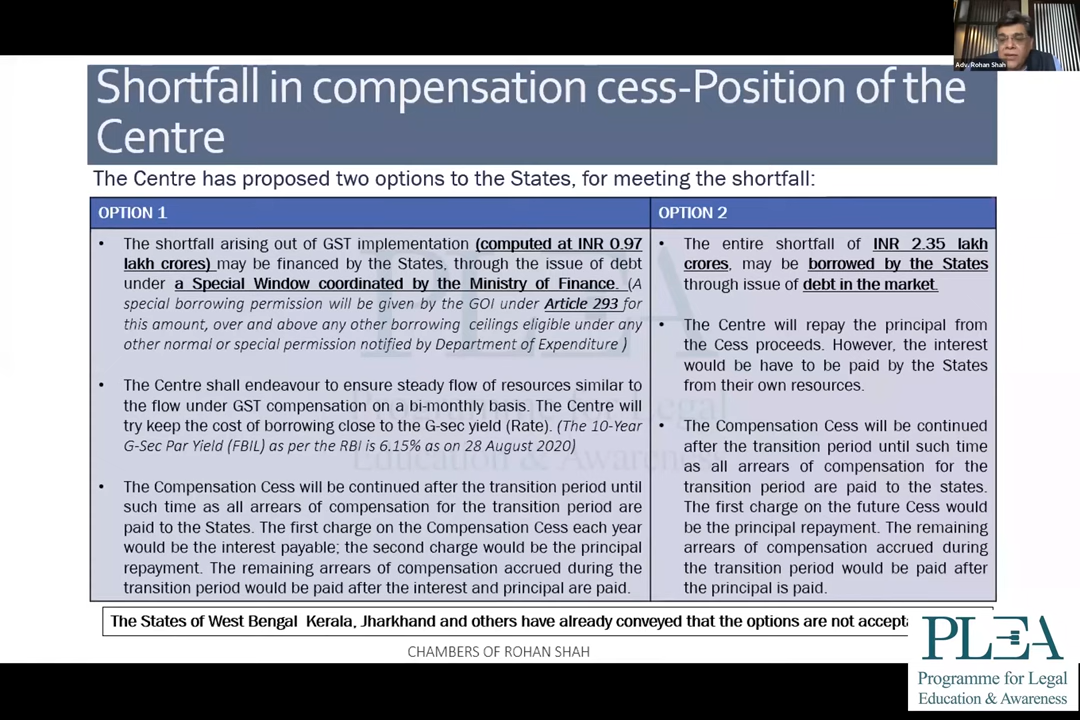 Adv. Rohan Shah
Shortfall in compensation cess-Position of the
Centre
The Centre has proposed two options to the States, for meeting the shortfall:
OPTION 1
• The shortfall arising out of GST implementation (computed at INR 0.97
lakh crores) may be financed by the States, through the issue of debt
under a Special Window coordinated by the Ministry of Finance. (A
special borrowing permission will be given by the GOI under Article 293 for
this amount, over and above any other borrowing ceilings eligible under any
other normal or special permission notified by Department of Expenditure )
• The Centre shall endeavour to ensure steady flow of resources similar to
the flow under GST compensation on a bi-monthly basis. The Centre will
try keep the cost of borrowing close to the G-sec yield (Rate). (The 10-Year
G-Sec Par Yield (FBIL) as per the RBI is 6.15% as on 28 August 2020)
• The Compensation Cess will be continued after the transition period until
such time as all arrears of compensation for the transition period are
paid to the States. The first charge on the Compensation Cess each year
would be the interest payable; the second charge would be the principal
repayment. The remaining arrears of compensation accrued during the
transition period would be paid after the interest and principal are paid.
OPTION 2
• The entire shortfall of INR 2.35 lakh
crores, may be borrowed by the States
through issue of debt in the market.
• The Centre will repay the principal from
the Cess proceeds. However, the interest
would be have to be paid by the States
from their own resources.
• The Compensation Cess will be continued
after the transition period until such time
as all arrears of compensation for the
transition period are paid to the states.
The first charge on the future Cess would
be the principal repayment. The remaining
arrears of compensation accrued during
the transition period would be paid after
the principal is paid.
The States of West Bengal Kerala, Jharkhand and others have already conveyed that the options are not accepta
CHAMBERS OF ROHAN SHAH
PLEA
Programme for Legal
Education & Awareness
PLEA
Programme for Legal
Education & Awareness